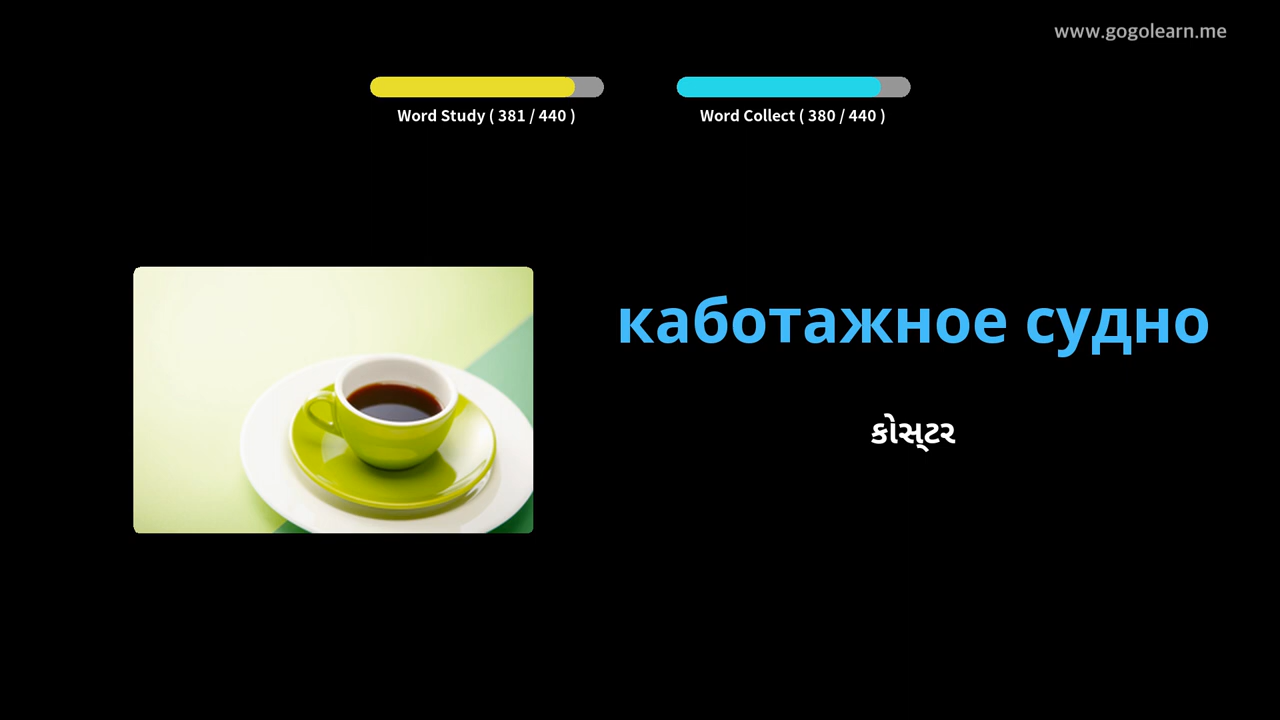 www.gogolearn.me
Word Study ( 381 / 440 )
Word Collect ( 380 / 440 )
каботажное судно
કોસ્ટર